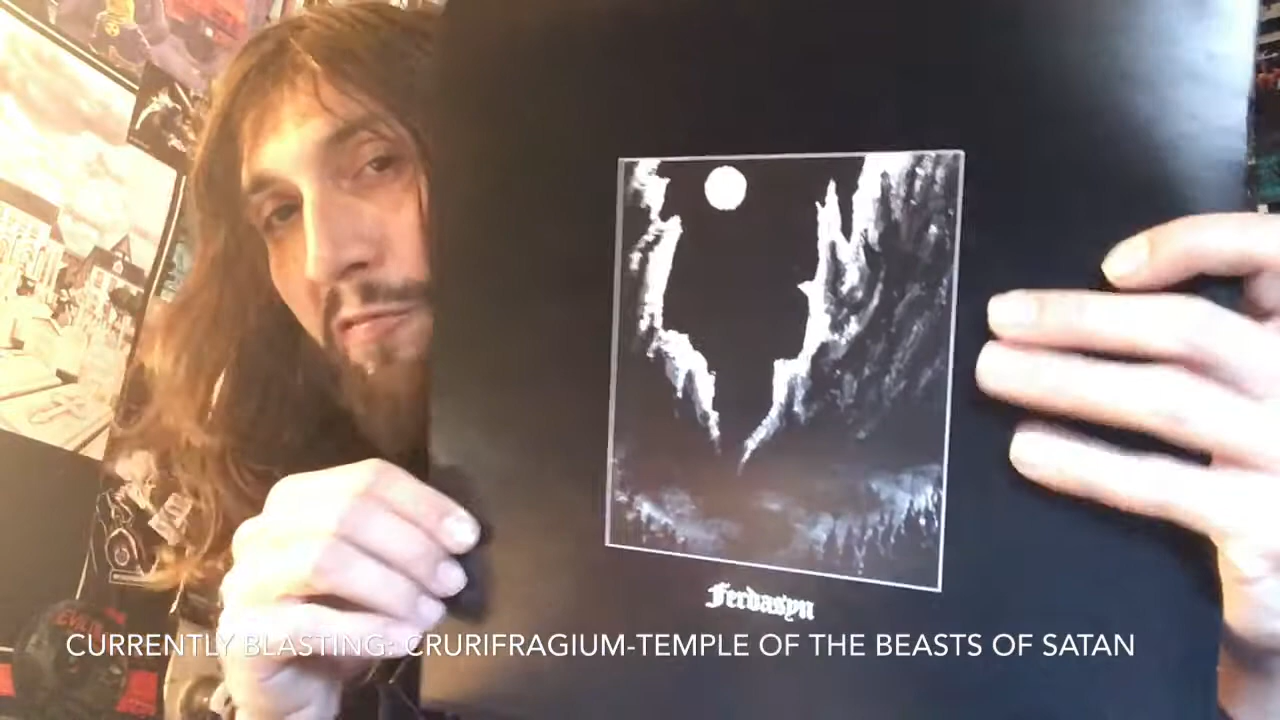 Ferdasyn
CURRENTLY BLASTING: CRURIFRAGIUM-TEMPLE OF THE BEASTS OF SATAN